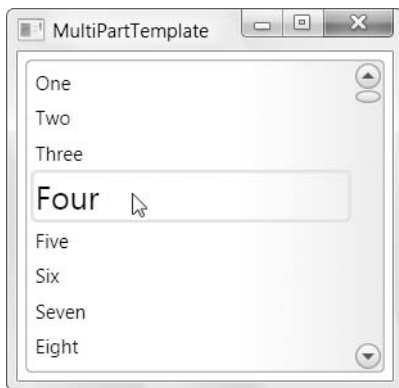 MultiPartTemplate
One
Two
Three
Four
Five
Six
Seven
Eight